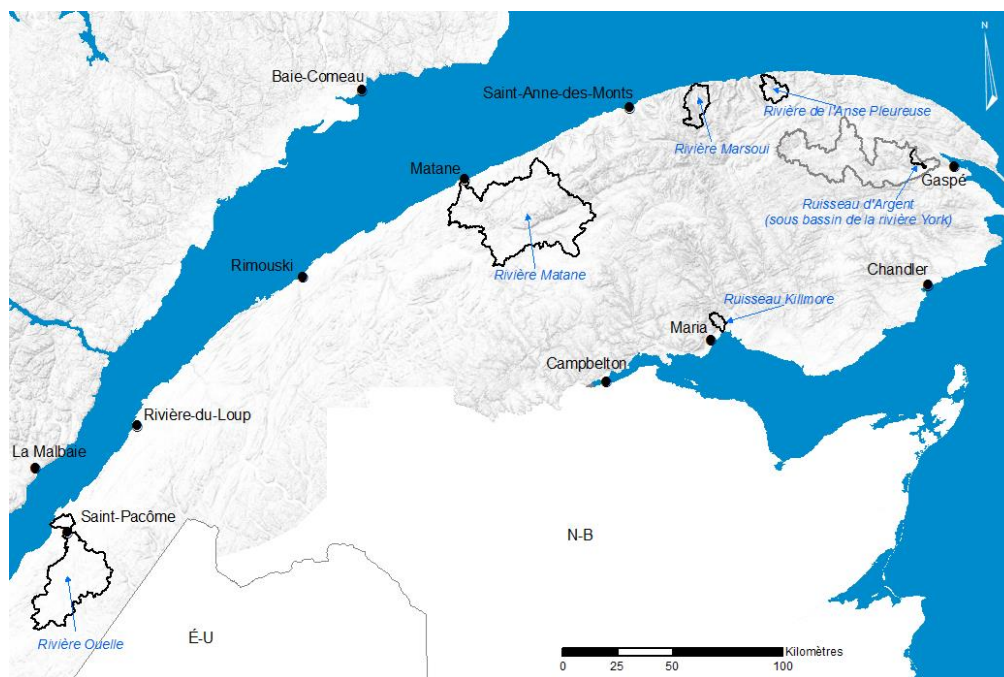 N
Baie-Comeau
Saint-Anne-des-Monts
Rivière de l'Anse Pleureuse
Rivière Marsoui
Matane
Gaspé
Ruisseau d'Argent
(sous bassin de la rivière York)
Rimouski
Rivière Matane
Chandler
Ruisseau Killmore
Maria
Campbelton
Rivière-du-Loup
La Malbaie
Saint-Pacôme
N-B
Rivière Ouelle
É-U
Kilomètres
0 25 50 100